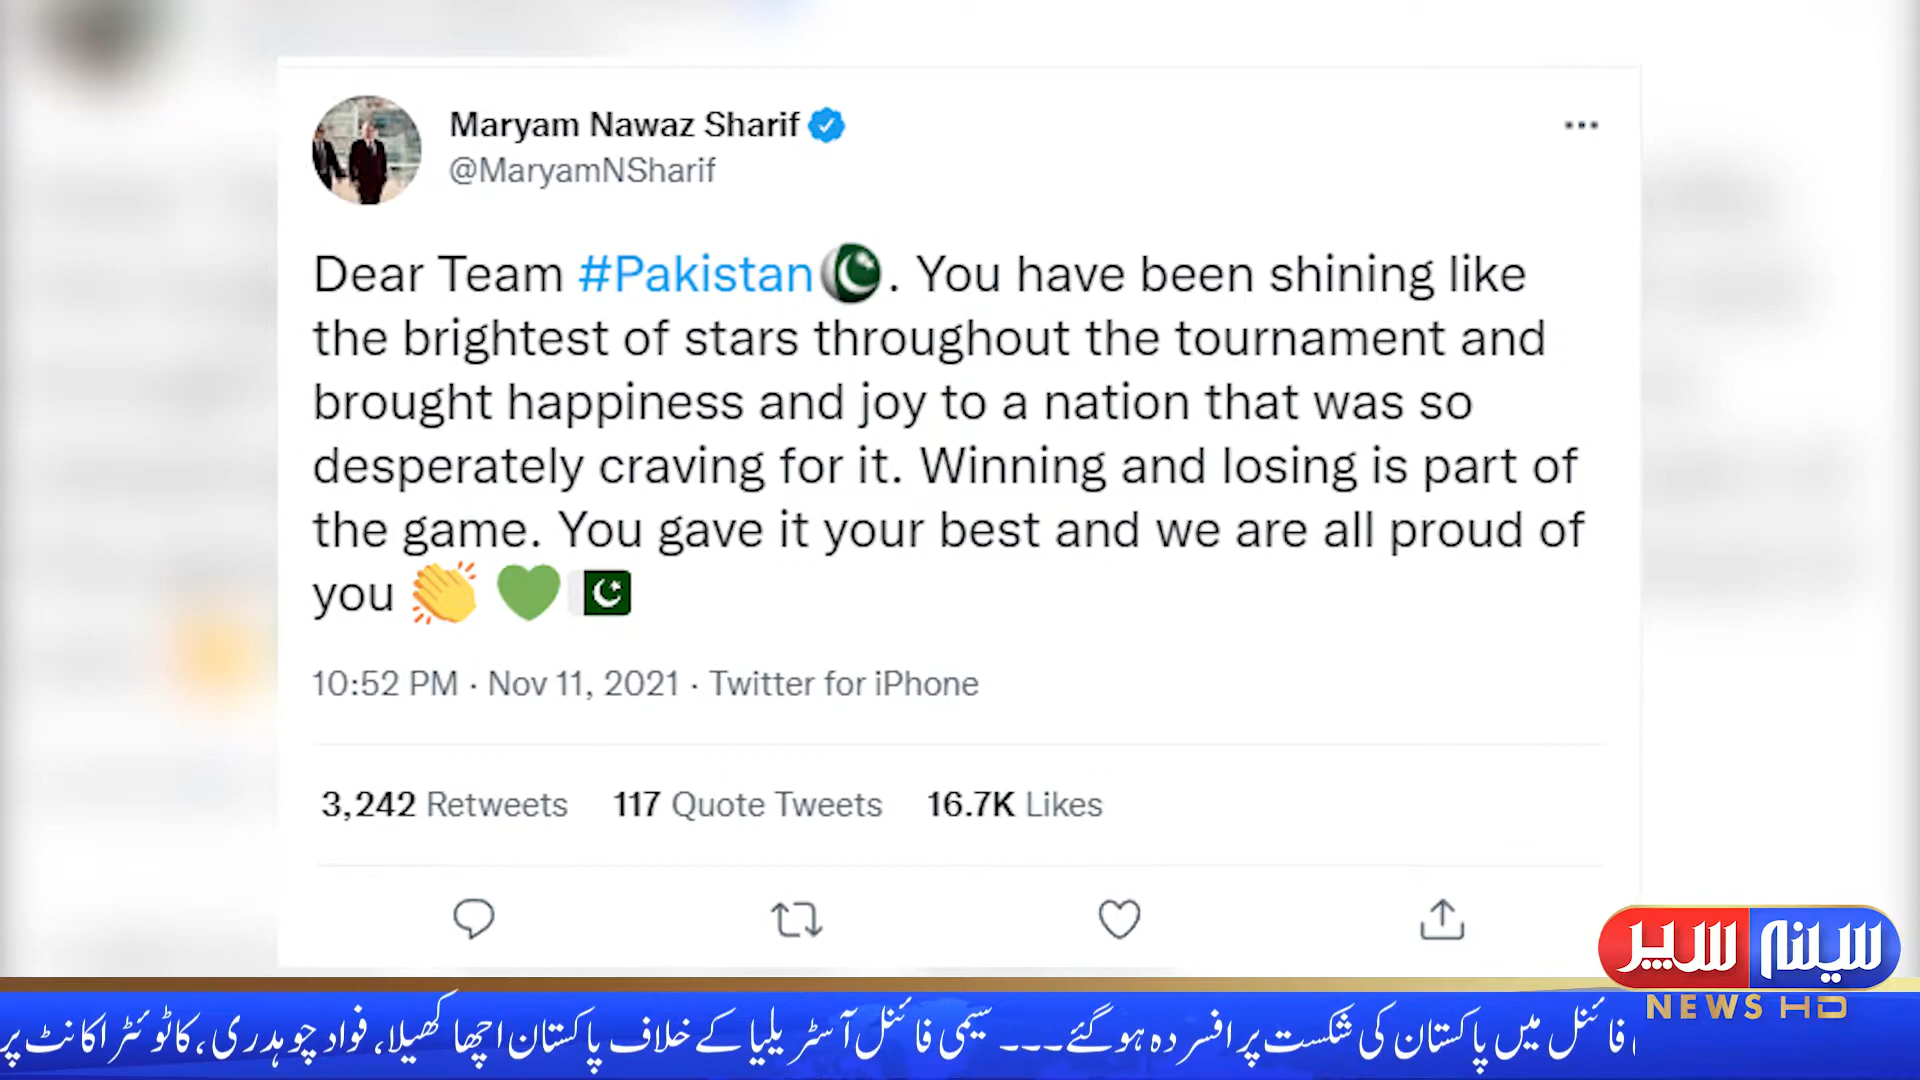 Maryam Nawaz Sharif
@MaryamNSharif
Dear Team #Pakistan. You have been shining like
the brightest of stars throughout the tournament and
brought happiness and joy to a nation that was so
desperately craving for it. Winning and losing is part of
the game. You gave it your best and we are all proud of
you 👏 💚 🇵🇰
10:52 PM · Nov 11, 2021 · Twitter for iPhone
3,242 Retweets 117 Quote Tweets 16.7K Likes
NEWS HD
فائنل میں پاکستان کی شکست پر افسردہ ہوگئے۔۔۔ سیمی فائنل آسٹریلیا کے خلاف پاکستان اچھا کھیلا، فواد چوہدری، کا ٹوئٹر اکانٹ پر